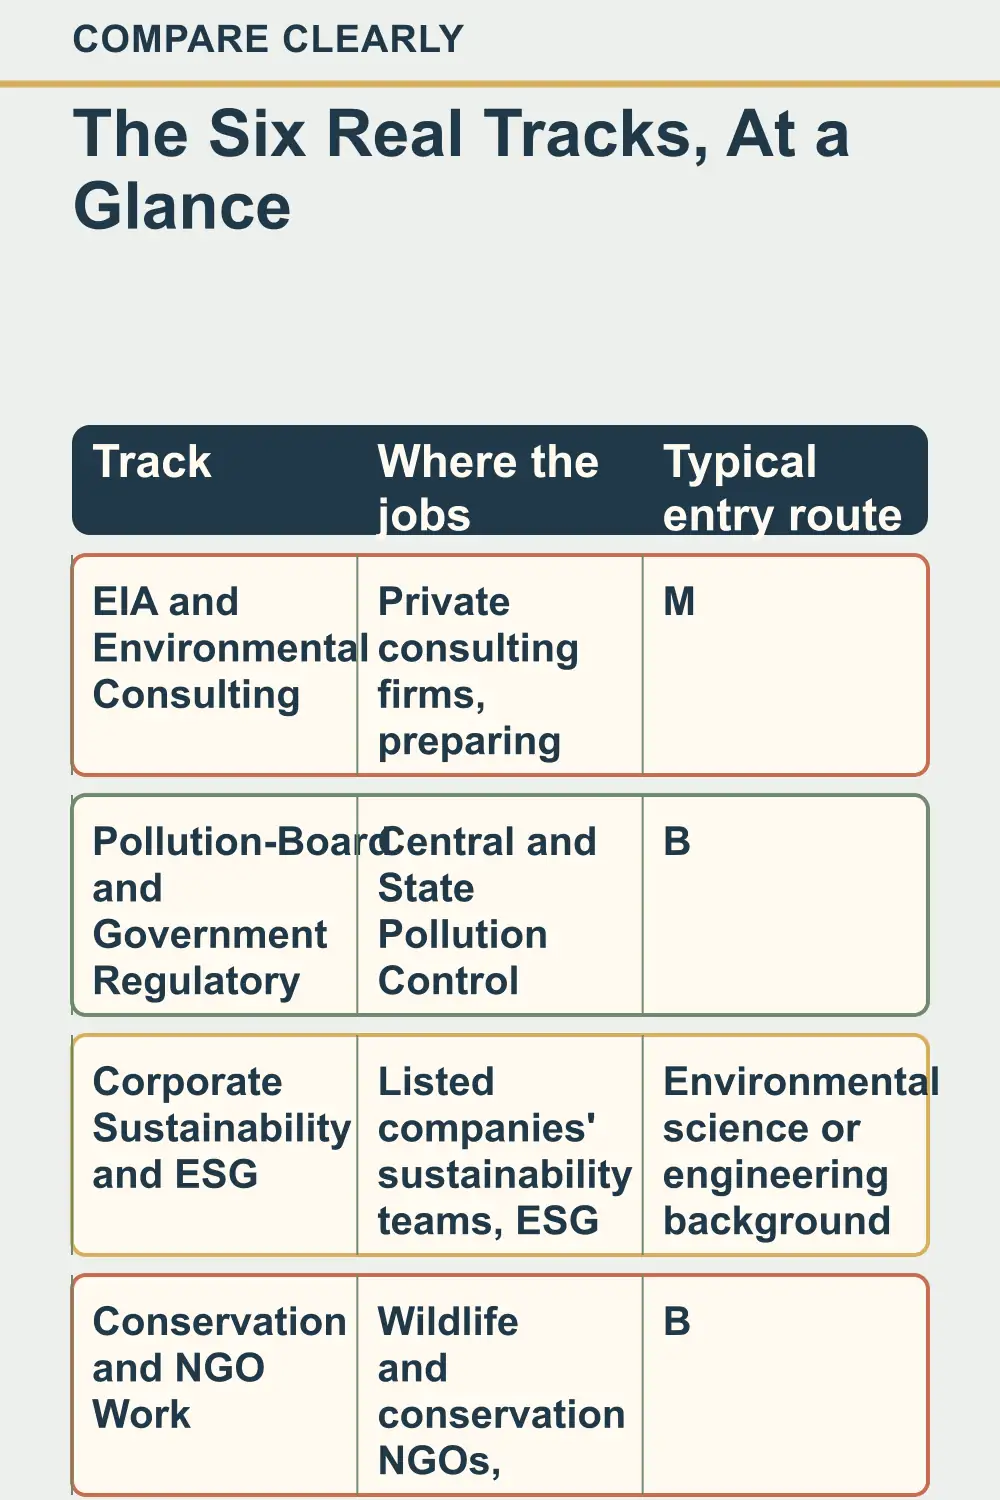 COMPARE CLEARLY
The Six Real Tracks, At a
Glance
Track
Where the
jobs
Typical
entry route
EIA and
Environmental
Consulting
Private
consulting
firms,
preparing
M
Pollution-Board
and
Government
Regulatory
Central and
State
Pollution
Control
B
Corporate
Sustainability
and ESG
Listed
companies'
sustainability
teams, ESG
Environmental
science or
engineering
background
Conservation
and NGO
Work
Wildlife
and
conservation
NGOs,
B